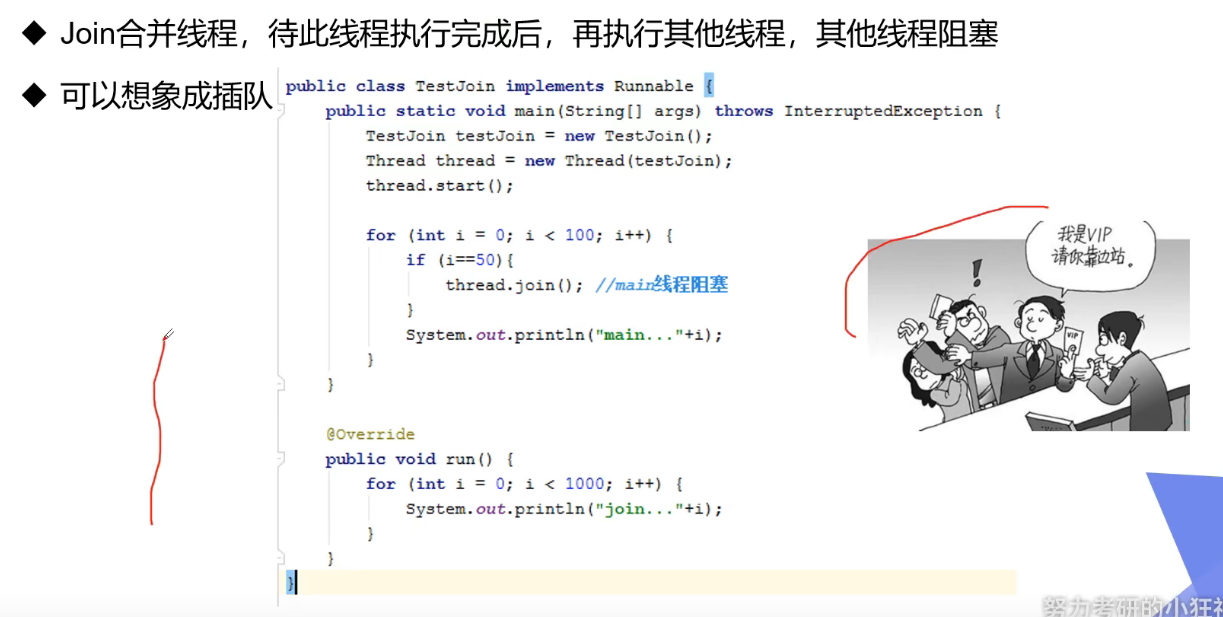 ◆ Join合并线程，待此线程执行完成后，再执行其他线程，其他线程阻塞
◆ 可以想象成插队
public class TestJoin implements Runnable {
public static void main(String[] args) throws InterruptedException {
TestJoin testJoin = new TestJoin();
Thread thread = new Thread(testJoin);
thread.start();
for (int i = 0; i < 100; i++) {
if (i==50){
thread.join(); //main线程阻塞
}
System.out.println("main..."+i);
}
}
@Override
public void run() {
for (int i = 0; i < 1000; i++) {
System.out.println("join..."+i);
}
}
}
我是VIP
请你靠边站。
!
VIP
努力考研的小狂